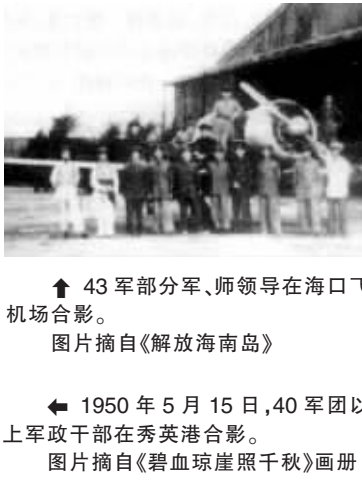 ⬆ 43 军部分军、师领导在海口飞
机场合影。
图片摘自《解放海南岛》
⬅ 1950 年 5 月 15 日,40 军团以
上军政干部在秀英港合影。
图片摘自《碧血琼崖照千秋》画册